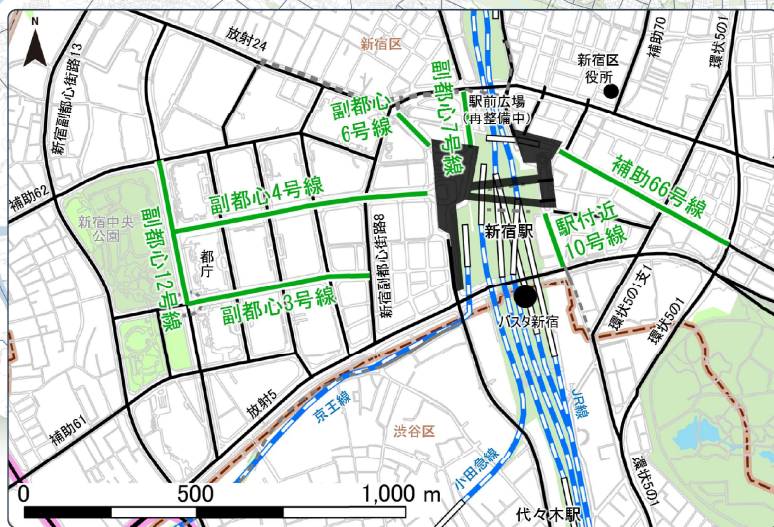 N
放射24
新宿区
新宿副都心街路13
副都心
6号線
副都心7号線
駅前広場
(再整備中)
新宿区
役所
補助70
環状5の1
補助62
新宿中央
公園
副都心4号線
副都心12号線
都庁
副都心3号線
新宿副都心街路8
新宿駅
駅付近
10号線
補助66号線
バスタ新宿
環状5の1支1
環状5の1
放射5
京王線
補助61
渋谷区
小田急線
JR線
環状5の1
代々木駅
0 500 1,000 m